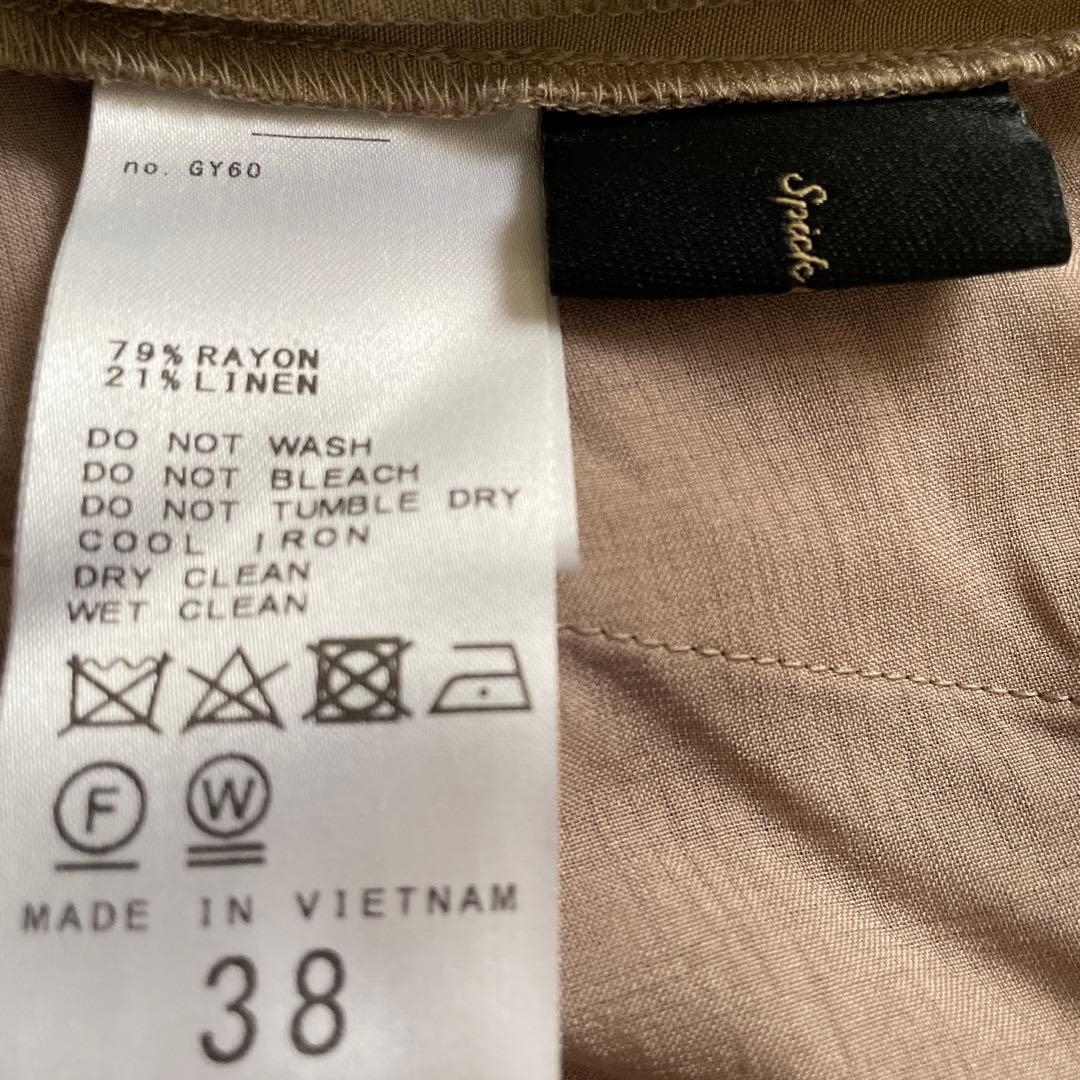 no. GY60
Spick
79% RAYON
21% LINEN
DO NOT WASH
DO NOT BLEACH
DO NOT TUMBLE DRY
COOL IRON
DRY CLEAN
WET CLEAN
F W
MADE IN VIETNAM
38